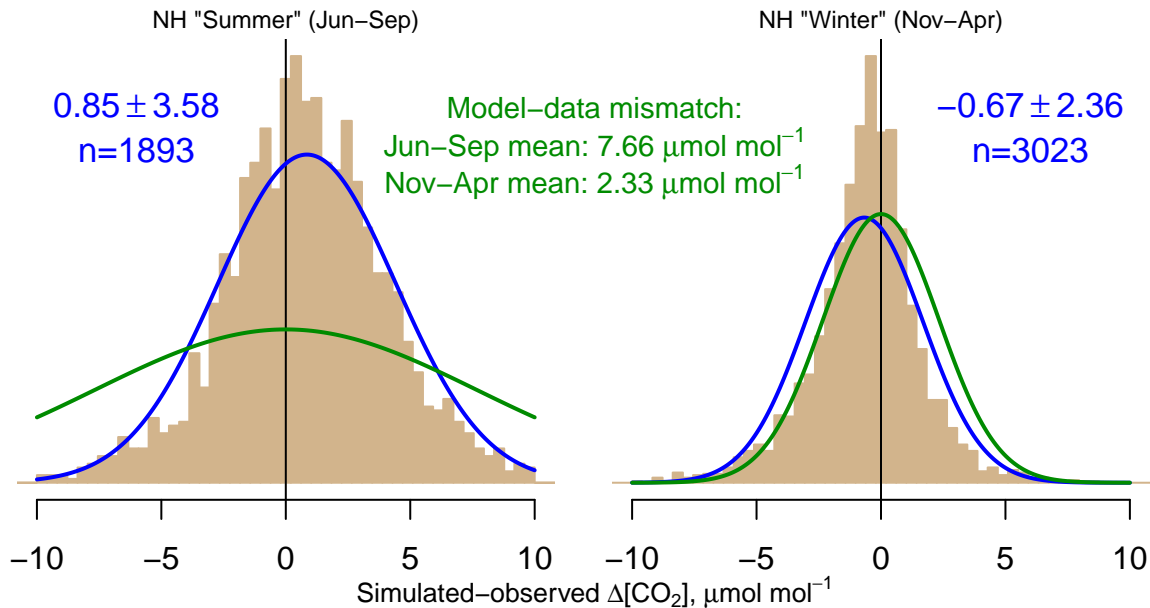 NH "Summer" (Jun−Sep)
NH "Winter" (Nov−Apr)
0.85 ± 3.58
n=1893
Model−data mismatch:
Jun−Sep mean: 7.66 μmol mol⁻¹
Nov−Apr mean: 2.33 μmol mol⁻¹
−0.67 ± 2.36
n=3023
−10 −5 0 5 10
−10 −5 0 5 10
Simulated−observed Δ[CO₂], μmol mol⁻¹